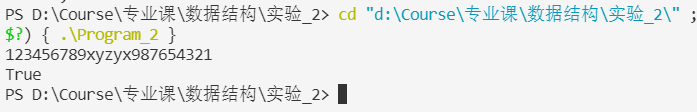 PS D:\Course\专业课\数据结构\实验_2> cd "d:\Course\专业课\数据结构\实验_2\" ;
$?) { .\Program_2 }
123456789xyzyx987654321
True
PS D:\Course\专业课\数据结构\实验_2>